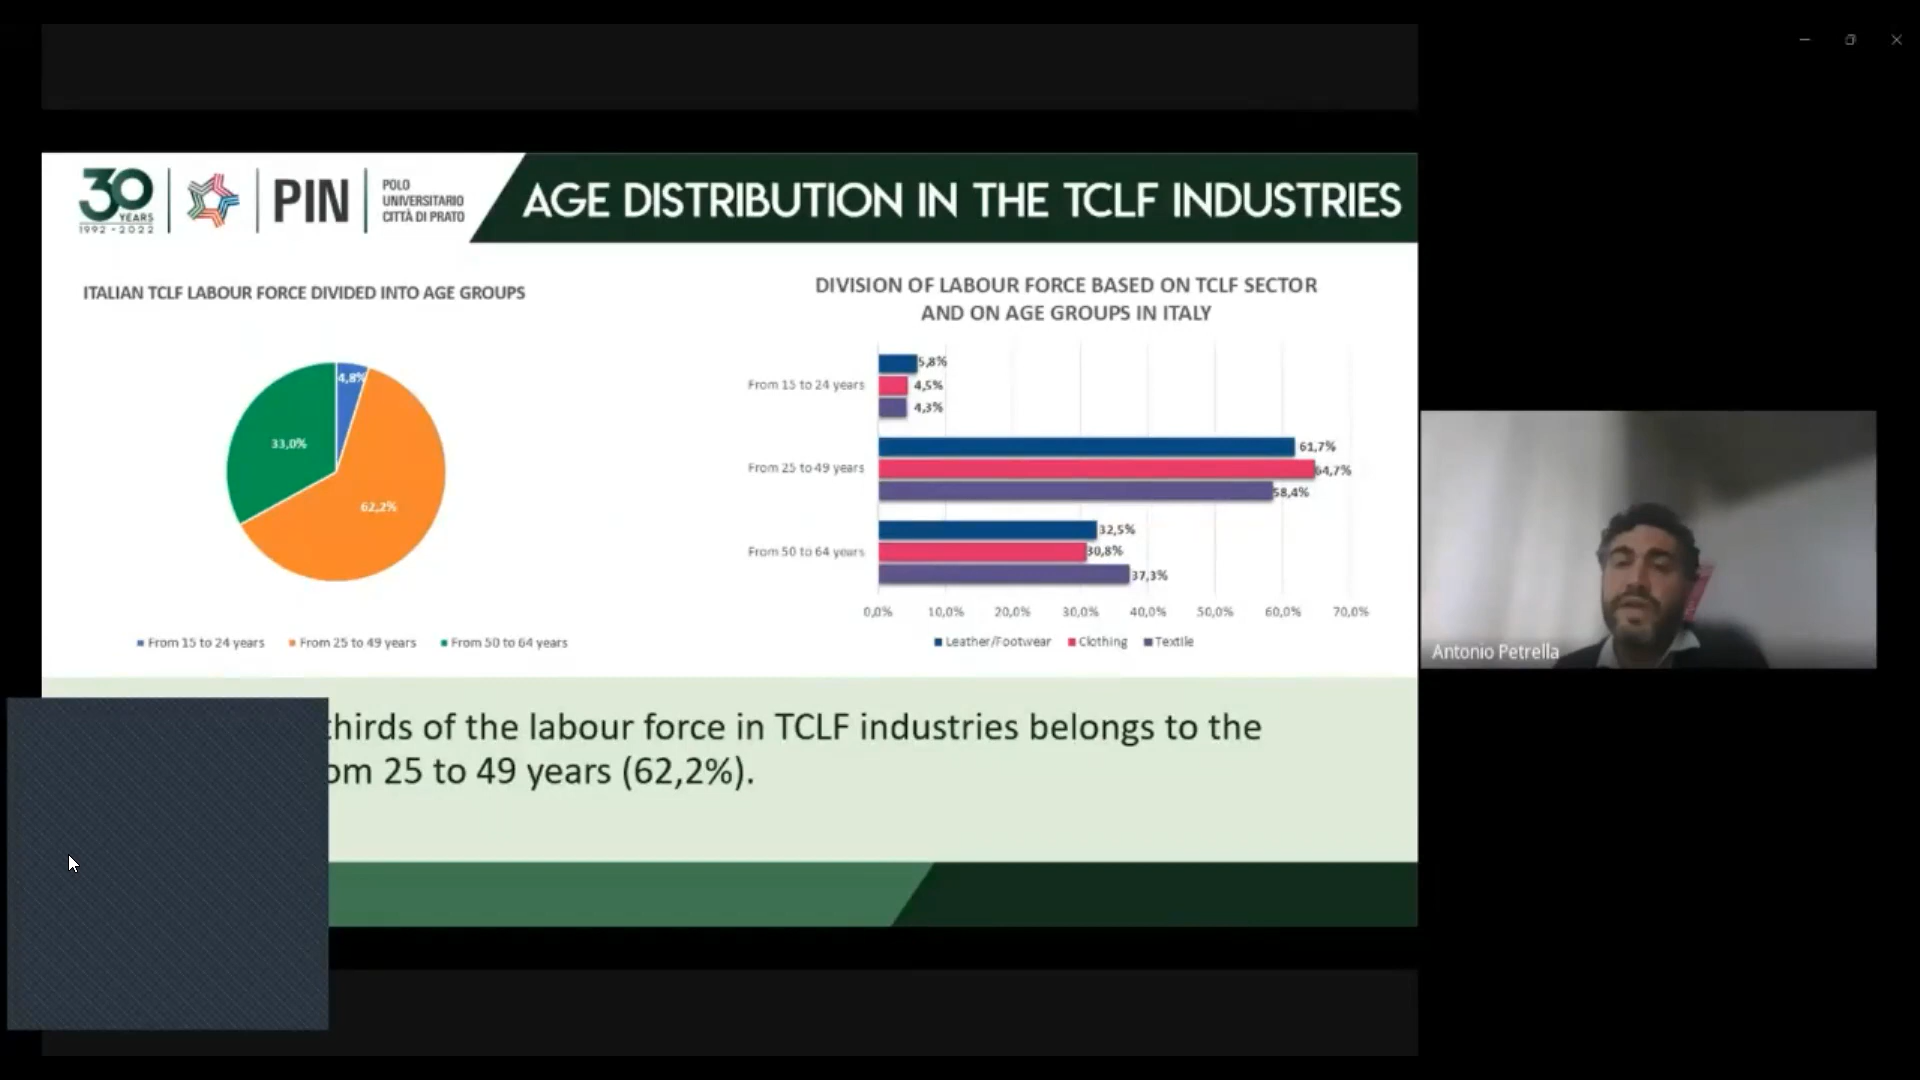 30
YEARS
1992 - 2022
PIN
POLO
UNIVERSITARIO
CITTÀ DI PRATO
AGE DISTRIBUTION IN THE TCLF INDUSTRIES
ITALIAN TCLF LABOUR FORCE DIVIDED INTO AGE GROUPS
4,8%
33,0%
62,2%
From 15 to 24 years
From 25 to 49 years
From 50 to 64 years
DIVISION OF LABOUR FORCE BASED ON TCLF SECTOR
AND ON AGE GROUPS IN ITALY
From 15 to 24 years
5,8%
4,5%
4,3%
From 25 to 49 years
61,7%
64,7%
58,4%
From 50 to 64 years
32,5%
30,8%
37,3%
0,0% 10,0% 20,0% 30,0% 40,0% 50,0% 60,0% 70,0%
Leather/Footwear Clothing Textile
Antonio Petrella
thirds of the labour force in TCLF industries belongs to the
om 25 to 49 years (62,2%).